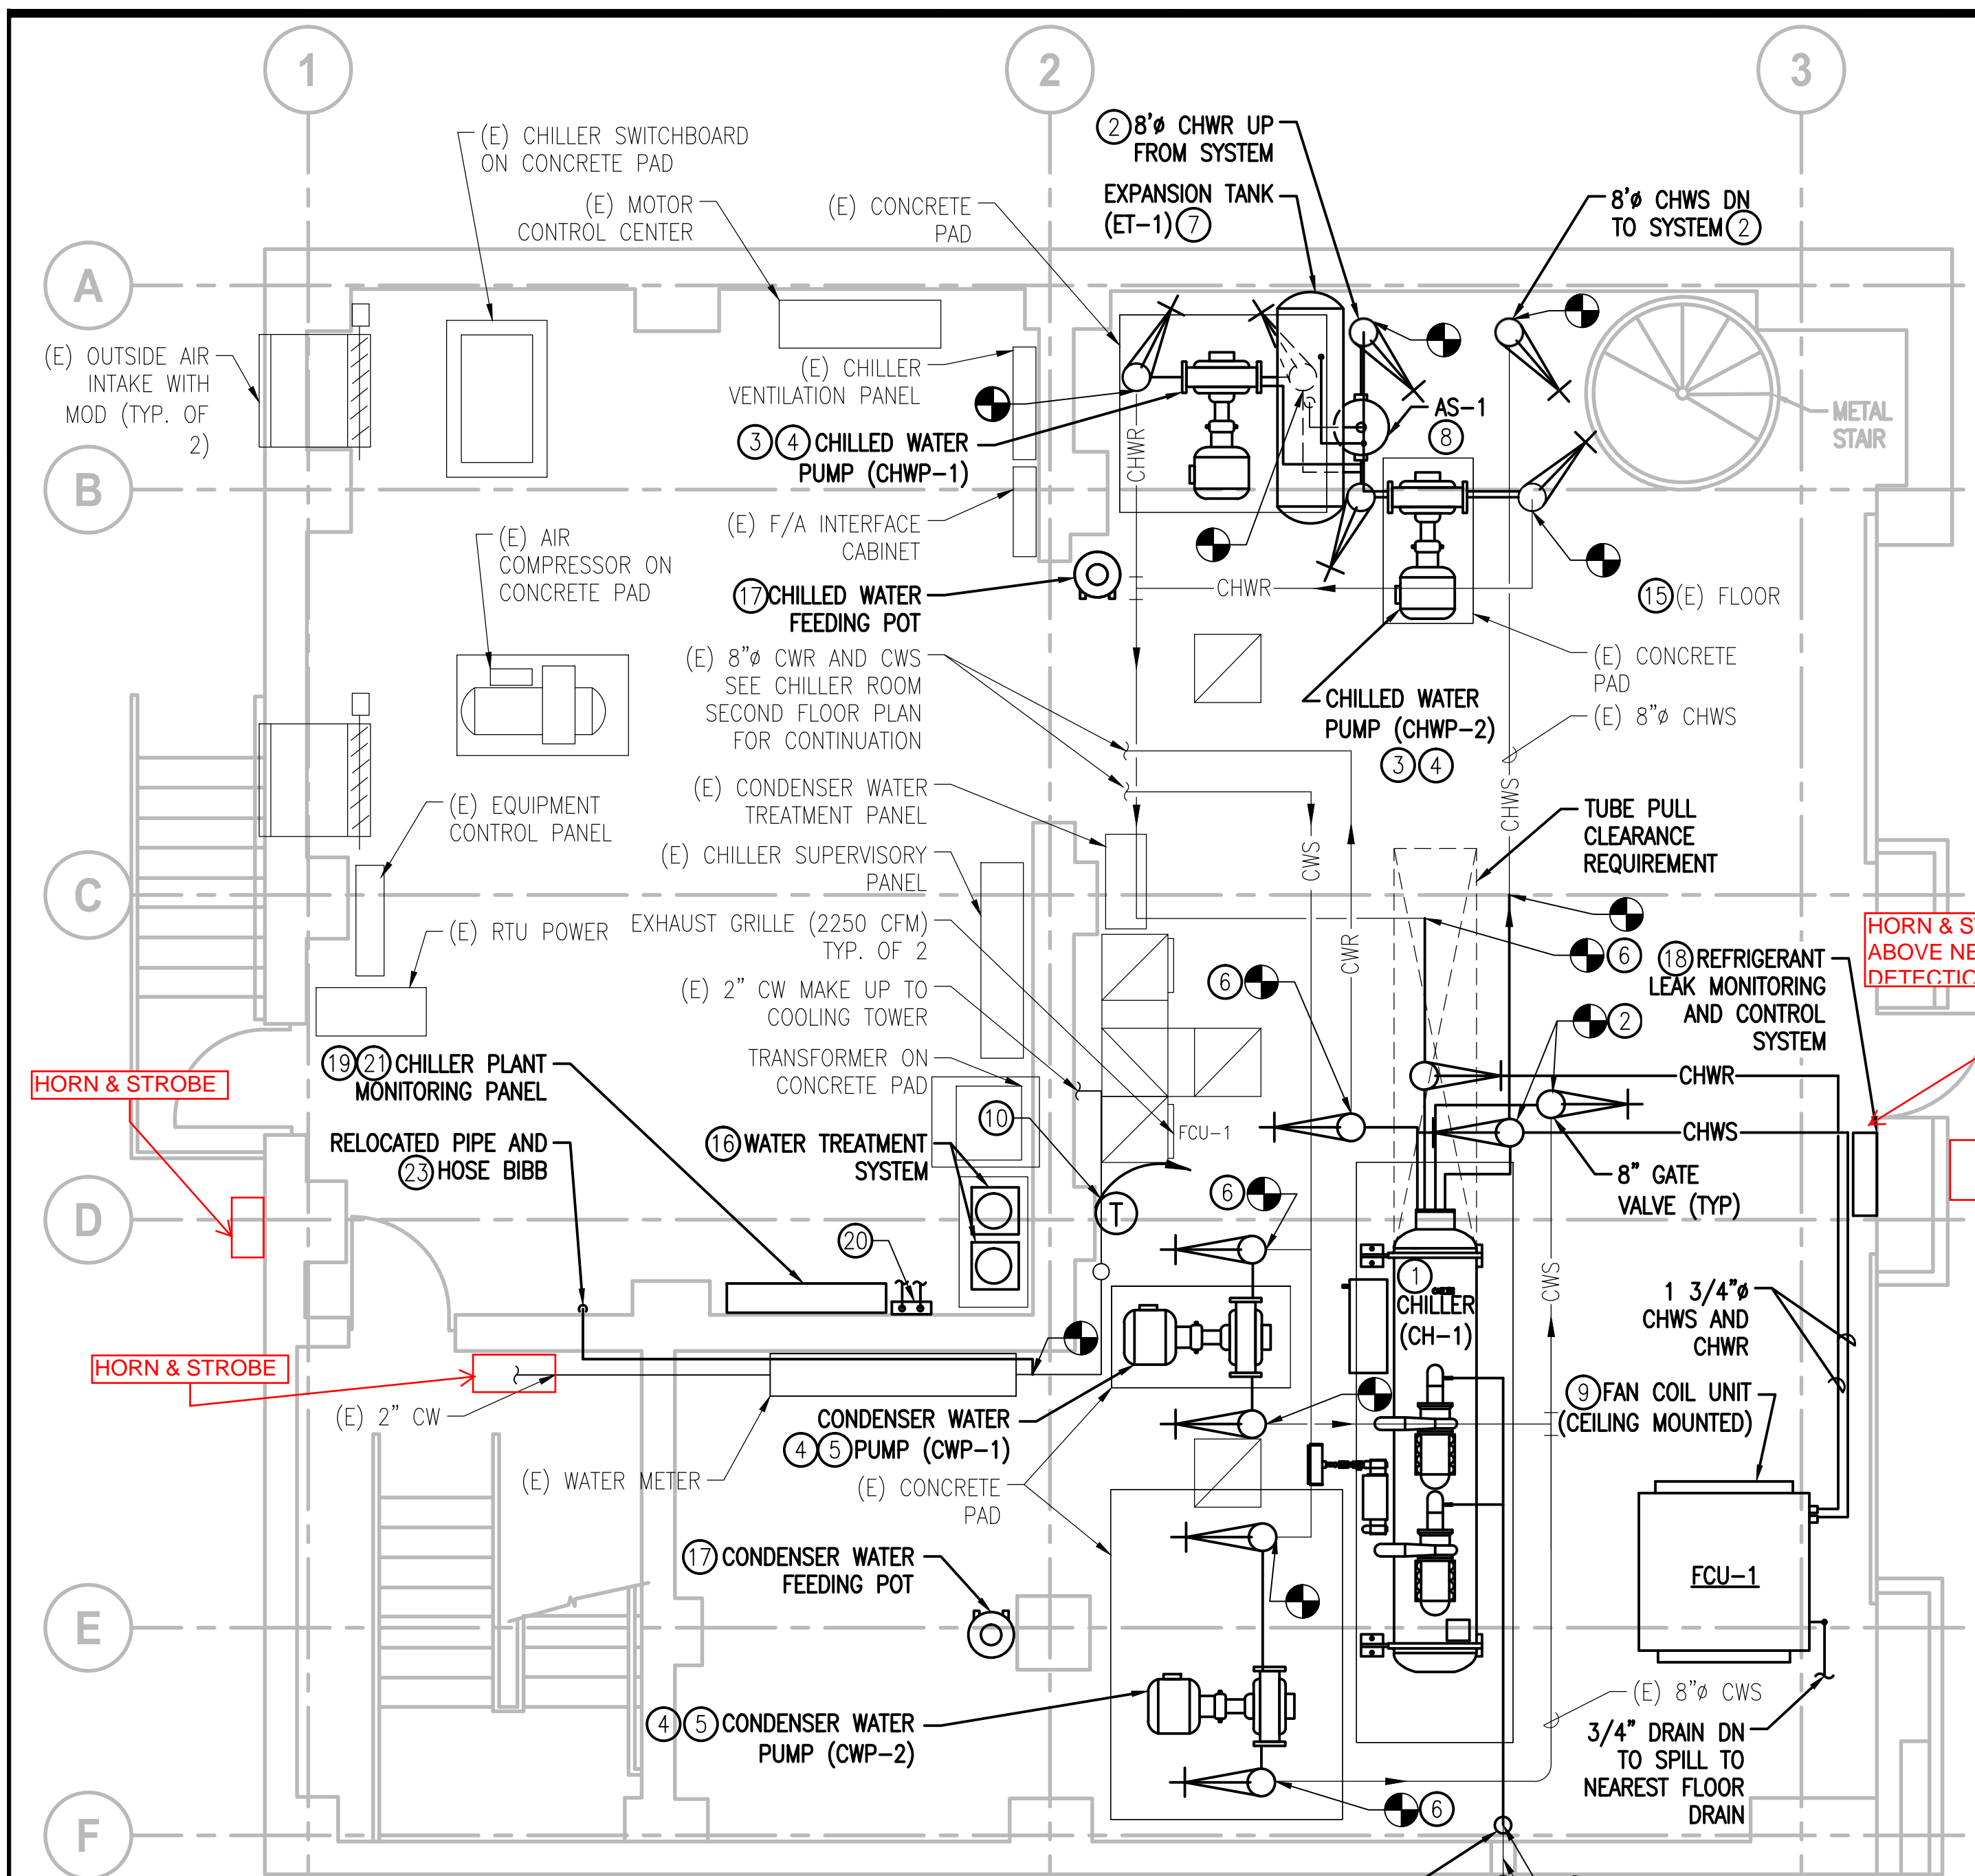 1
2
3
A
B
C
D
E
F
(E) CHILLER SWITCHBOARD
ON CONCRETE PAD
(E) MOTOR
CONTROL CENTER
(E) CONCRETE
PAD
2 8'ø CHWR UP
FROM SYSTEM
EXPANSION TANK
(ET-1) 7
8'ø CHWS DN
TO SYSTEM 2
(E) OUTSIDE AIR
INTAKE WITH
MOD (TYP. OF
2)
(E) CHILLER
VENTILATION PANEL
3 4 CHILLED WATER
PUMP (CHWP-1)
CHWR
AS-1
8
METAL
STAIR
(E) F/A INTERFACE
CABINET
(E) AIR
COMPRESSOR ON
CONCRETE PAD
17 CHILLED WATER
FEEDING POT
CHWR
15 (E) FLOOR
(E) 8"ø CWR AND CWS
SEE CHILLER ROOM
SECOND FLOOR PLAN
FOR CONTINUATION
(E) CONCRETE
PAD
(E) 8"ø CHWS
CHILLED WATER
PUMP (CHWP-2)
3 4
(E) CONDENSER WATER
TREATMENT PANEL
(E) EQUIPMENT
CONTROL PANEL
CHWS
TUBE PULL
CLEARANCE
REQUIREMENT
(E) CHILLER SUPERVISORY
PANEL
CWS
(E) RTU POWER
EXHAUST GRILLE (2250 CFM)
TYP. OF 2
CWR
HORN & ST
ABOVE NE
DETECTIO
6
6
18 REFRIGERANT
LEAK MONITORING
AND CONTROL
SYSTEM
(E) 2" CW MAKE UP TO
COOLING TOWER
2
TRANSFORMER ON
CONCRETE PAD
19 21 CHILLER PLANT
MONITORING PANEL
HORN & STROBE
CHWR
10
FCU-1
CHWS
RELOCATED PIPE AND
23 HOSE BIBB
16 WATER TREATMENT
SYSTEM
8" GATE
VALVE (TYP)
6
T
20
1
CHILLER
(CH-1)
CWS
1 3/4"ø
CHWS AND
CHWR
HORN & STROBE
(E) 2" CW
CONDENSER WATER
4 5 PUMP (CWP-1)
9 FAN COIL UNIT
(CEILING MOUNTED)
(E) WATER METER
(E) CONCRETE
PAD
17 CONDENSER WATER
FEEDING POT
FCU-1
(E) 8"ø CWS
4 5 CONDENSER WATER
PUMP (CWP-2)
3/4" DRAIN DN
TO SPILL TO
NEAREST FLOOR
DRAIN
6